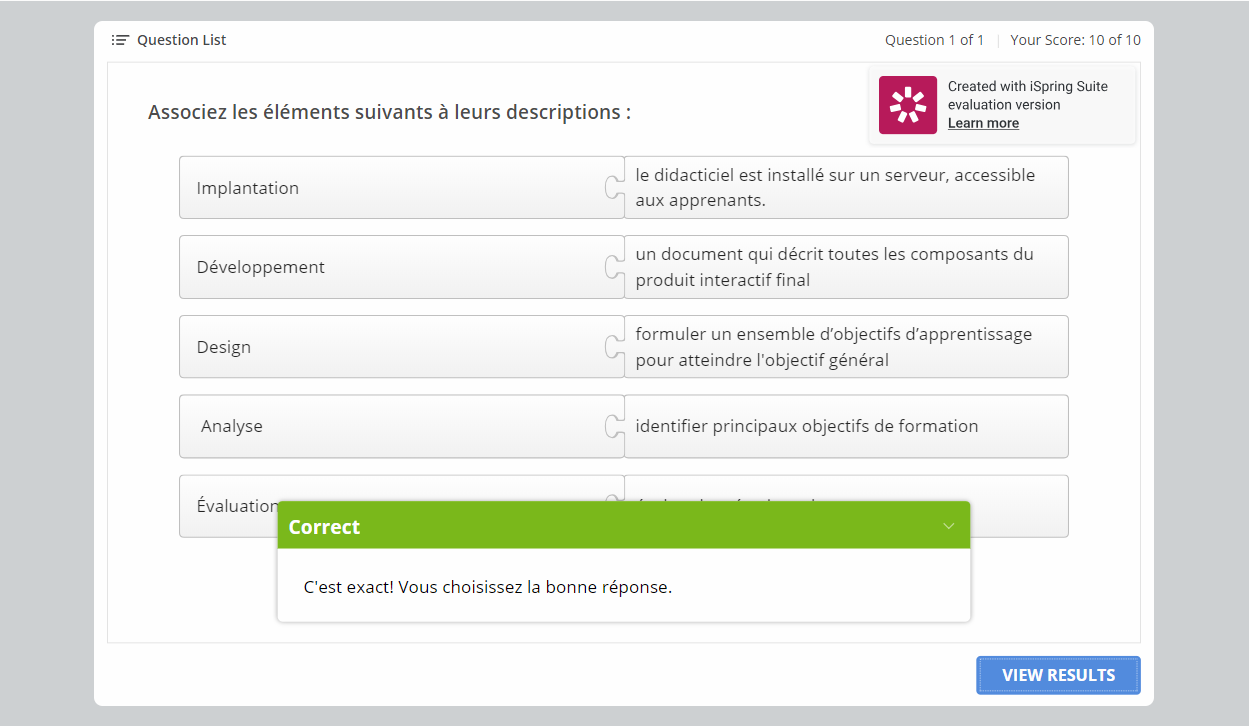 Question List
Question 1 of 1 | Your Score: 10 of 10
Created with iSpring Suite
evaluation version
Learn more
Associez les éléments suivants à leurs descriptions :
Implantation
le didacticiel est installé sur un serveur, accessible
aux apprenants.
Développement
un document qui décrit toutes les composants du
produit interactif final
Design
formuler un ensemble d’objectifs d’apprentissage
pour atteindre l'objectif général
Analyse
identifier principaux objectifs de formation
Évaluation
Correct
C'est exact! Vous choisissez la bonne réponse.
VIEW RESULTS